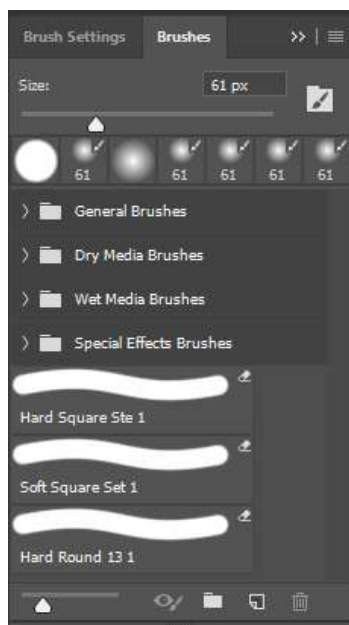 Brush Settings Brushes
Size: 61 px
61 61 61 61 61
General Brushes
Dry Media Brushes
Wet Media Brushes
Special Effects Brushes
Hard Square Ste 1
Soft Square Set 1
Hard Round 13 1